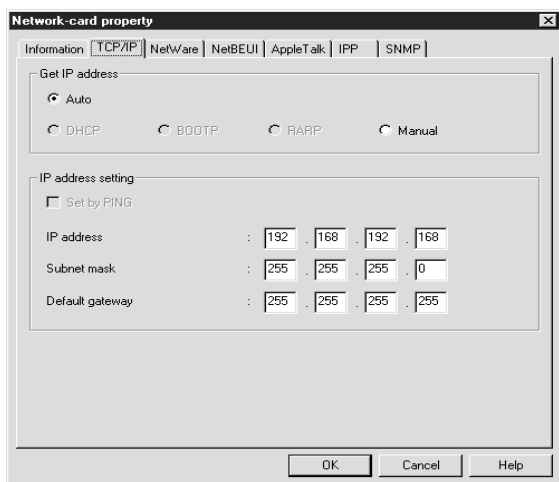 Network-card property
Information TCP/IP NetWare NetBEUI AppleTalk IPP SNMP
Get IP address
Auto
DHCP BOOTP RARP Manual
IP address setting
Set by PING
IP address : 192 . 168 . 192 . 168
Subnet mask : 255 . 255 . 255 . 0
Default gateway : 255 . 255 . 255 . 255
OK Cancel Help